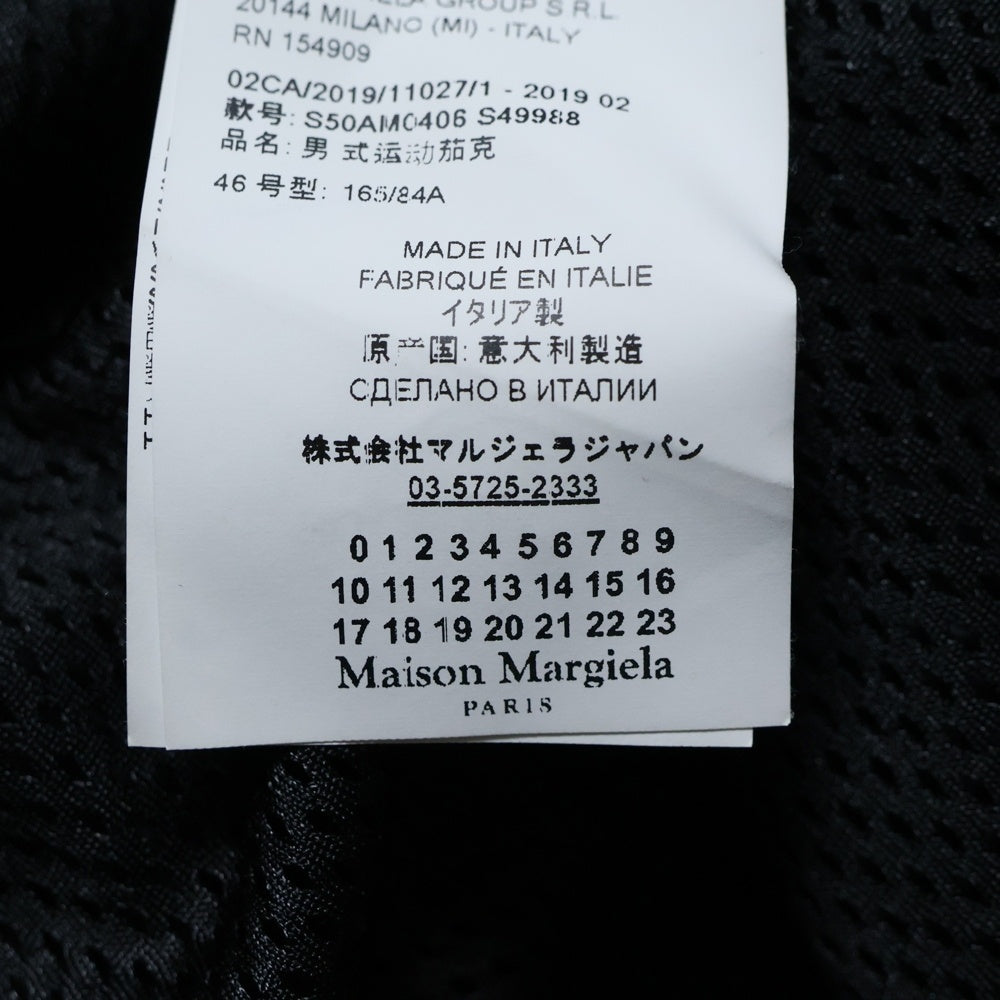 GROUP S.R.L.
20144 MILANO (MI) - ITALY
RN 154909
02CA/2019/11027/1 - 2019 02
款号: S50AM0406 S49988
品名: 男式运动茄克
46 号型: 165/84A
MADE IN ITALY
FABRIQUÉ EN ITALIE
イタリア製
原产国: 意大利製造
СДЕЛАНО В ИТАЛИИ
株式会社マルジェラジャパン
03-5725-2333
0 1 2 3 4 5 6 7 8 9
10 11 12 13 14 15 16
17 18 19 20 21 22 23
Maison Margiela
PARIS